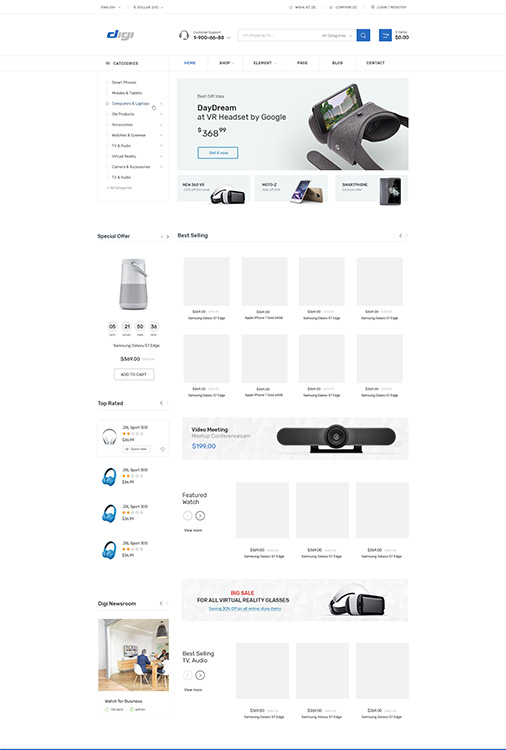 ENGLISH
$ DOLLAR (US)
WISHLIST (0)
COMPARE (0)
LOGIN / REGISTER
digi
Customer Support
5-900-66-88
I'm shopping for...
All Categories
0 items
$0.00
CATEGORIES
HOME
SHOP
ELEMENT
PAGE
BLOG
CONTACT
Smart Phones
Mobiles & Tablets
Computers & Laptops
Old Products
Accessories
Watches & Eyewear
TV & Audio
Virtual Reality
Camera & Accessories
TV & Audio
+ All Categories
Best Gift Idea
DayDream
at VR Headset by Google
$368.99
Get it now
NEW 360 VR
MOTO-Z
SMARTPHONE
Special Offer
Best Selling
05
21
50
36
Samsung Galaxy S7 Edge
$369.00
ADD TO CART
$369.00
Samsung Galaxy S7 Edge
$369.00
Apple iPhone 7 Gold 64GB
$369.00
Samsung Galaxy S7 Edge
$369.00
Samsung Galaxy S7 Edge
$369.00
Samsung Galaxy S7 Edge
$369.00
Apple iPhone 7 Gold 64GB
$369.00
Samsung Galaxy S7 Edge
$369.00
Samsung Galaxy S7 Edge
Top Rated
JBL Sport 300
$36.99
Quick view
JBL Sport 300
$36.99
JBL Sport 300
$36.99
JBL Sport 300
$36.99
Video Meeting
Meetup Conferencecam
$199,00
Featured
Watch
View more
$369.00
Samsung Galaxy S7 Edge
$369.00
Samsung Galaxy S7 Edge
$369.00
Samsung Galaxy S7 Edge
BIG SALE
FOR ALL VIRTUAL REALITY GLASSES
Saving 30% Off on all online store items
Digi Newsroom
Watch for Business
admin
Best Selling
TV, Audio
View more
$369.00
Samsung Galaxy S7 Edge
$369.00
Samsung Galaxy S7 Edge
$369.00
Samsung Galaxy S7 Edge